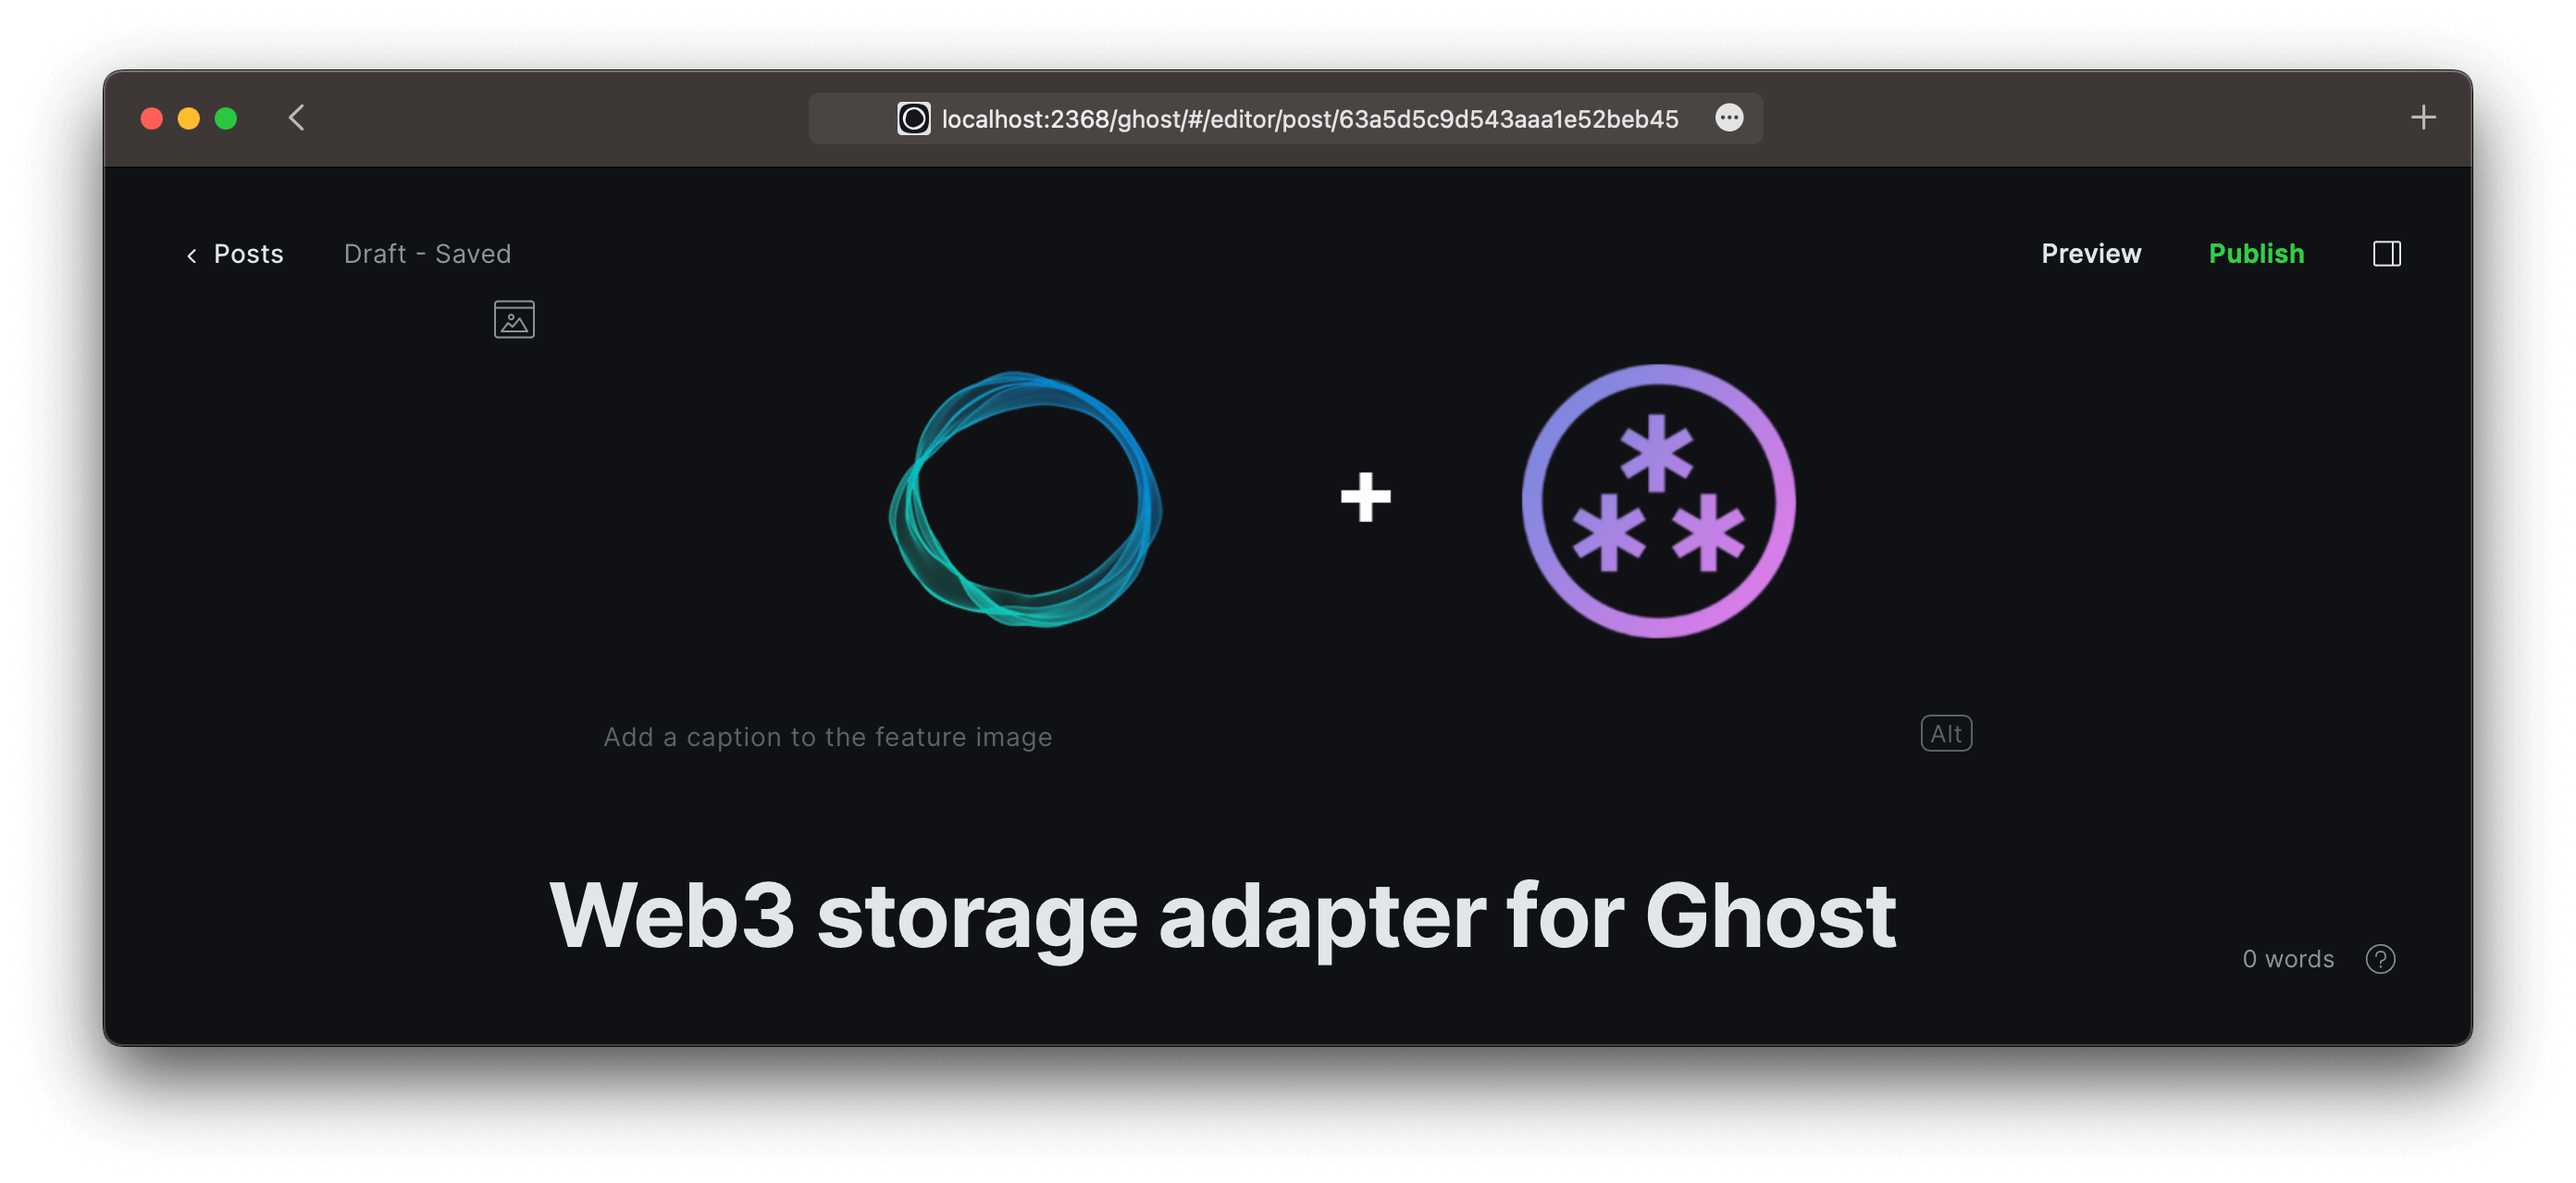 localhost:2368/ghost/#/editor/post/63a5d5c9d543aaa1e52beb45
Posts
Draft - Saved
Preview
Publish
Add a caption to the feature image
Alt
Web3 storage adapter for Ghost
0 words
?